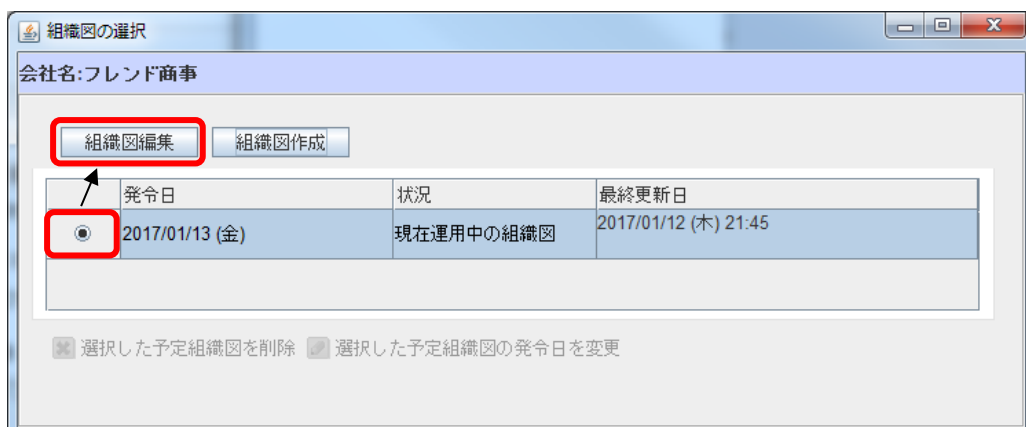 組織図の選択
会社名:フレンド商事
組織図編集 組織図作成
発令日 状況 最終更新日
2017/01/13 (金) 現在運用中の組織図 2017/01/12 (木) 21:45
選択した予定組織図を削除 選択した予定組織図の発令日を変更